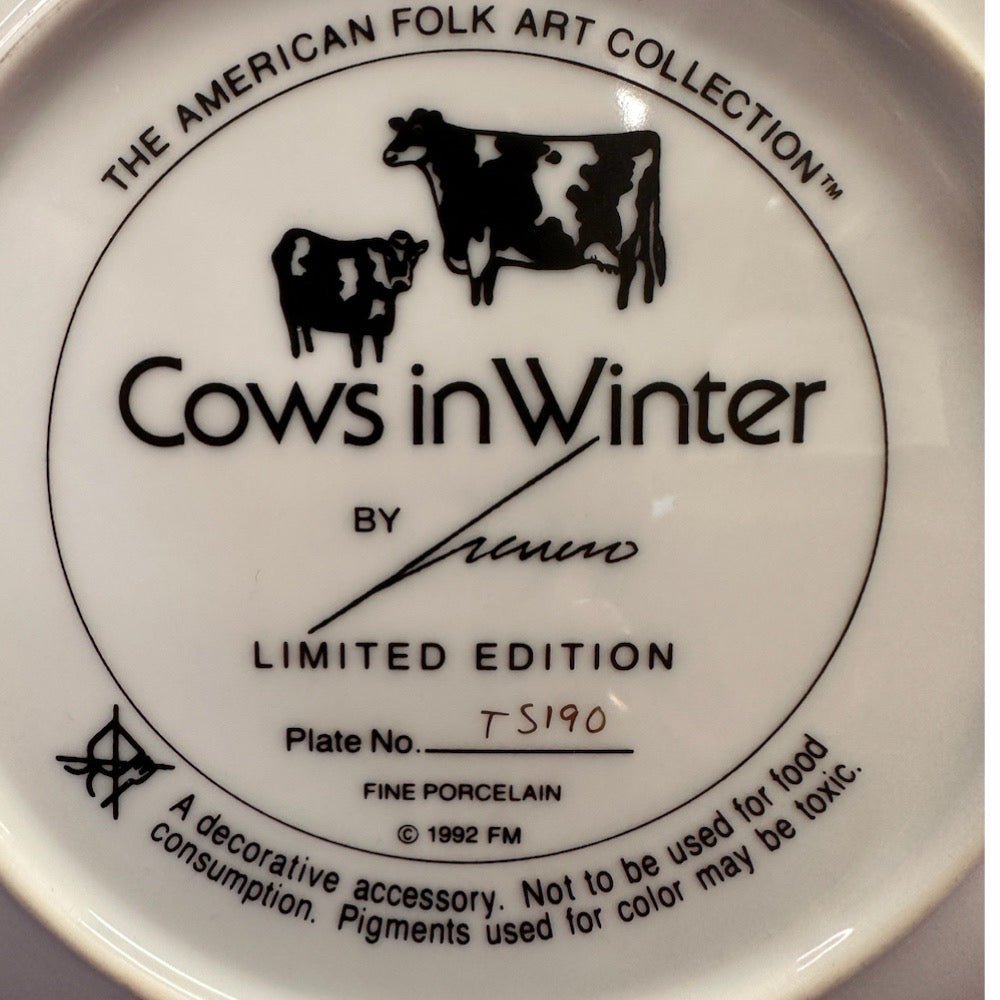 THE AMERICAN FOLK ART COLLECTION™
Cows in Winter
BY
LIMITED EDITION
Plate No. TS190
FINE PORCELAIN
© 1992 FM
A decorative accessory. Not to be used for food
consumption. Pigments used for color may be toxic.